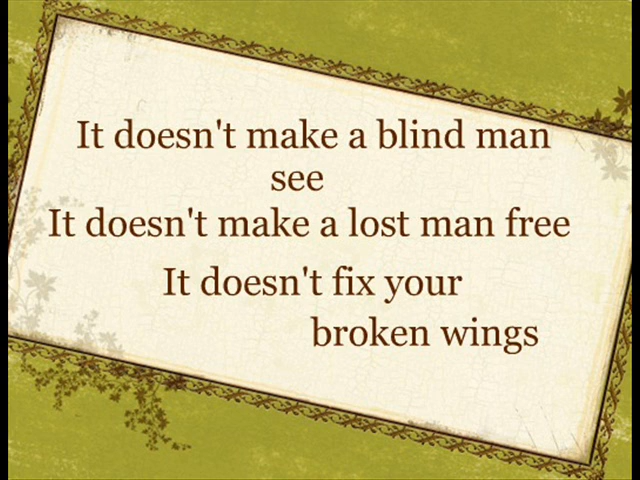 It doesn't make a blind man
see
It doesn't make a lost man free
It doesn't fix your
broken wings